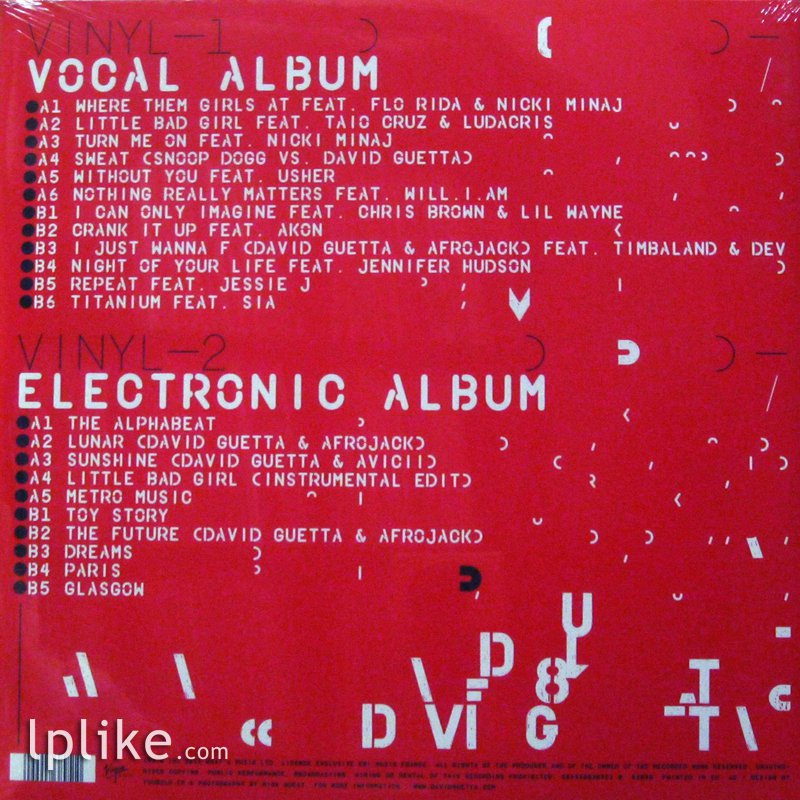 VINYL-1
VOCAL ALBUM
A1 WHERE THEM GIRLS AT FEAT. FLO RIDA & NICKI MINAJ
A2 LITTLE BAD GIRL FEAT. TAIO CRUZ & LUDACRIS
A3 TURN ME ON FEAT. NICKI MINAJ
A4 SWEAT (SNOOP DOGG VS. DAVID GUETTA)
A5 WITHOUT YOU FEAT. USHER
A6 NOTHING REALLY MATTERS FEAT. WILL.I.AM
B1 I CAN ONLY IMAGINE FEAT. CHRIS BROWN & LIL WAYNE
B2 CRANK IT UP FEAT. AKON
B3 I JUST WANNA F (DAVID GUETTA & AFROJACK) FEAT. TIMBALAND & DEV
B4 NIGHT OF YOUR LIFE FEAT. JENNIFER HUDSON
B5 REPEAT FEAT. JESSIE J
B6 TITANIUM FEAT. SIA
VINYL-2
ELECTRONIC ALBUM
A1 THE ALPHABEAT
A2 LUNAR (DAVID GUETTA & AFROJACK)
A3 SUNSHINE (DAVID GUETTA & AVICII)
A4 LITTLE BAD GIRL (INSTRUMENTAL EDIT)
A5 METRO MUSIC
B1 TOY STORY
B2 THE FUTURE (DAVID GUETTA & AFROJACK)
B3 DREAMS
B4 PARIS
B5 GLASGOW
lplike.com